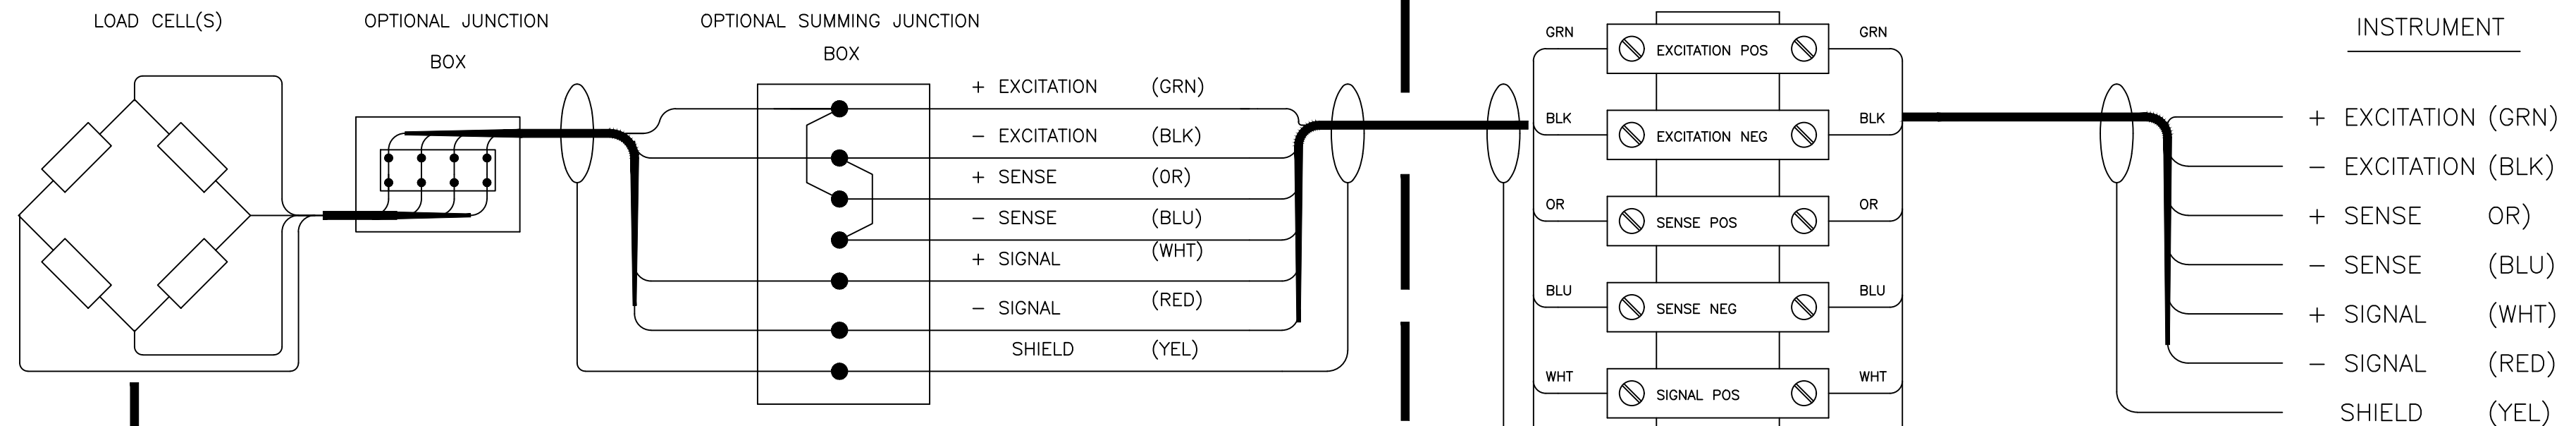 LOAD CELL(S)
OPTIONAL JUNCTION
BOX
OPTIONAL SUMMING JUNCTION
BOX
+ EXCITATION (GRN)
- EXCITATION (BLK)
+ SENSE (OR)
- SENSE (BLU)
+ SIGNAL (WHT)
- SIGNAL (RED)
SHIELD (YEL)
GRN EXCITATION POS GRN
BLK EXCITATION NEG BLK
OR SENSE POS OR
BLU SENSE NEG BLU
WHT SIGNAL POS WHT
INSTRUMENT
+ EXCITATION (GRN)
- EXCITATION (BLK)
+ SENSE OR)
- SENSE (BLU)
+ SIGNAL (WHT)
- SIGNAL (RED)
SHIELD (YEL)